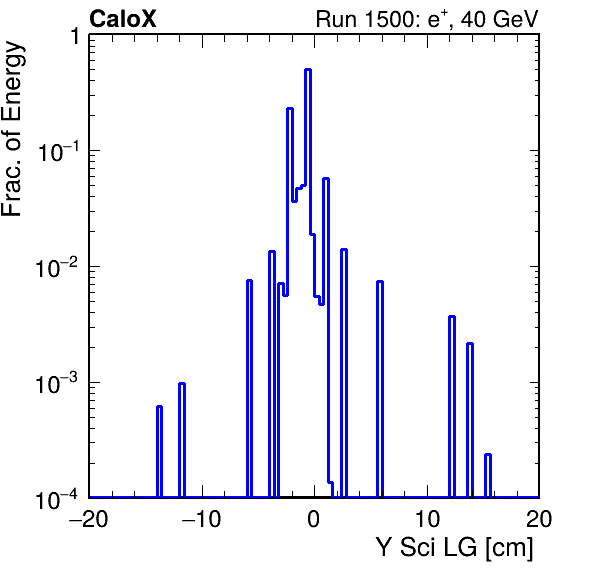 CaloX Run 1500: e⁺, 40 GeV
Frac. of Energy
1
10⁻¹
10⁻²
10⁻³
10⁻⁴
−20 −10 0 10 20
Y Sci LG [cm]